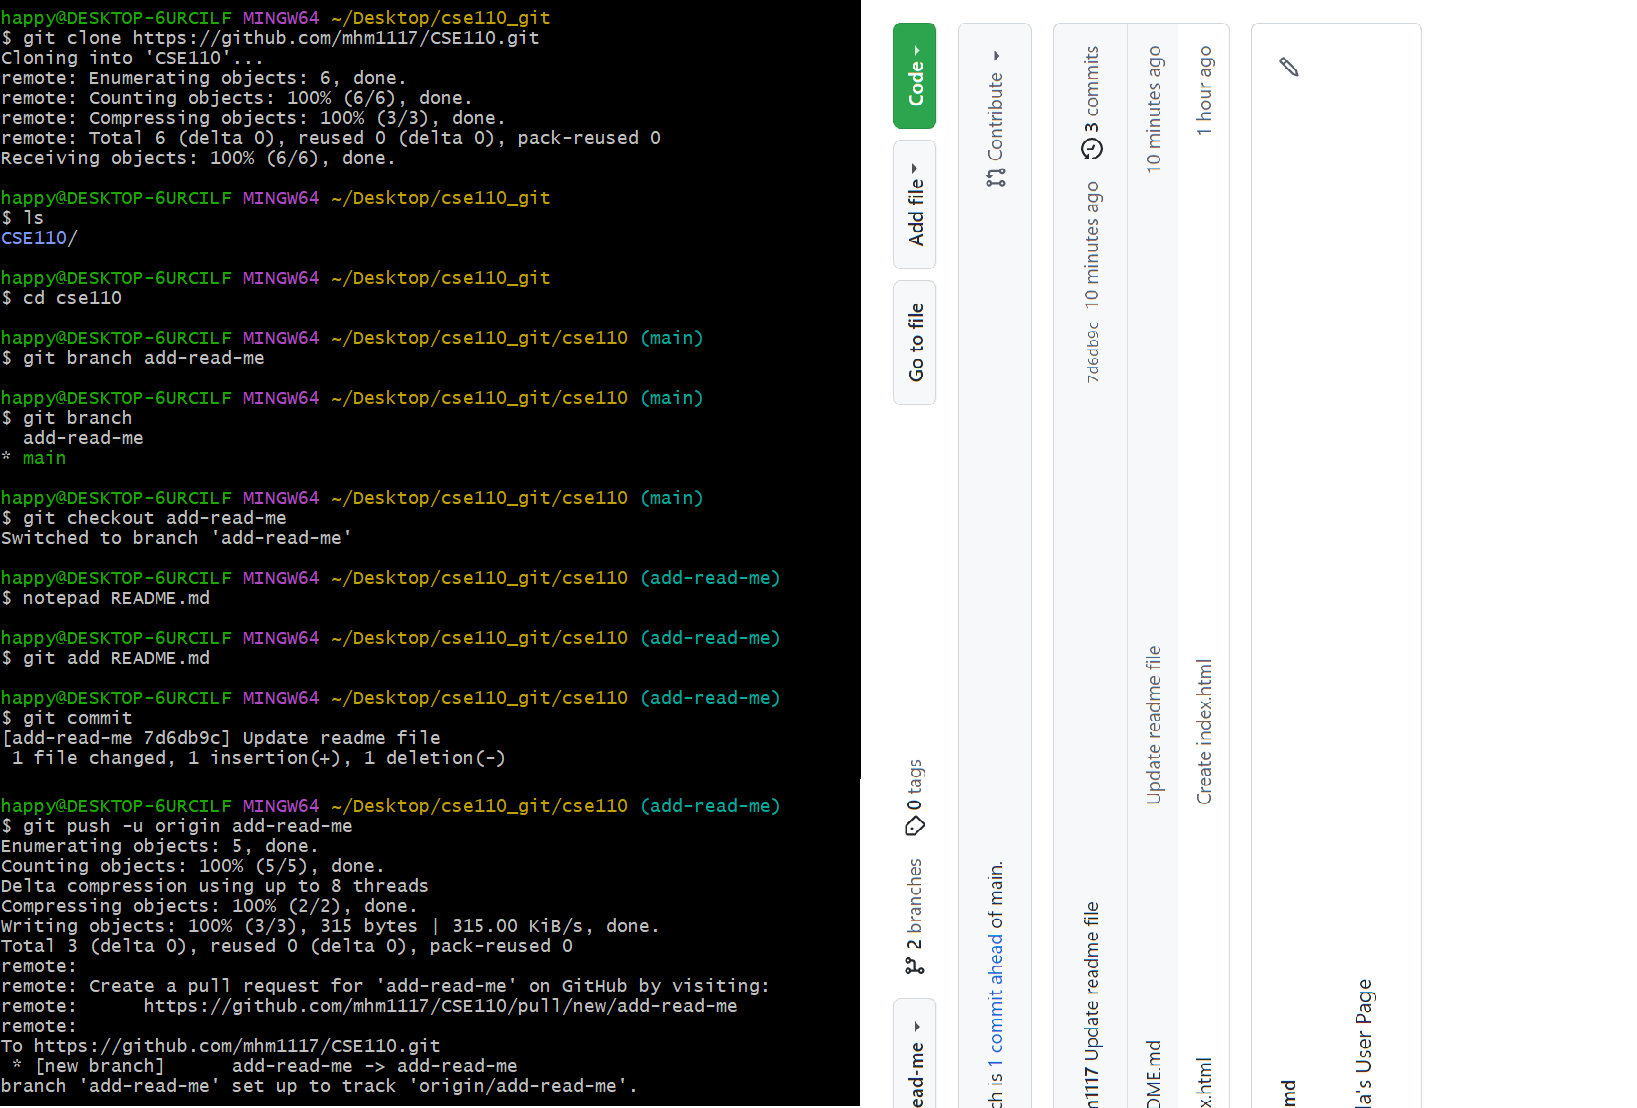 happy@DESKTOP-6URCILF MINGW64 ~/Desktop/cse110_git
$ git clone https://github.com/mhm1117/CSE110.git
Cloning into 'CSE110'...
remote: Enumerating objects: 6, done.
remote: Counting objects: 100% (6/6), done.
remote: Compressing objects: 100% (3/3), done.
remote: Total 6 (delta 0), reused 0 (delta 0), pack-reused 0
Receiving objects: 100% (6/6), done.
happy@DESKTOP-6URCILF MINGW64 ~/Desktop/cse110_git
$ ls
CSE110/
happy@DESKTOP-6URCILF MINGW64 ~/Desktop/cse110_git
$ cd cse110
happy@DESKTOP-6URCILF MINGW64 ~/Desktop/cse110_git/cse110 (main)
$ git branch add-read-me
happy@DESKTOP-6URCILF MINGW64 ~/Desktop/cse110_git/cse110 (main)
$ git branch
add-read-me
* main
happy@DESKTOP-6URCILF MINGW64 ~/Desktop/cse110_git/cse110 (main)
$ git checkout add-read-me
Switched to branch 'add-read-me'
happy@DESKTOP-6URCILF MINGW64 ~/Desktop/cse110_git/cse110 (add-read-me)
$ notepad README.md
happy@DESKTOP-6URCILF MINGW64 ~/Desktop/cse110_git/cse110 (add-read-me)
$ git add README.md
happy@DESKTOP-6URCILF MINGW64 ~/Desktop/cse110_git/cse110 (add-read-me)
$ git commit
[add-read-me 7d6db9c] Update readme file
1 file changed, 1 insertion(+), 1 deletion(-)
happy@DESKTOP-6URCILF MINGW64 ~/Desktop/cse110_git/cse110 (add-read-me)
$ git push -u origin add-read-me
Enumerating objects: 5, done.
Counting objects: 100% (5/5), done.
Delta compression using up to 8 threads
Compressing objects: 100% (2/2), done.
Writing objects: 100% (3/3), 315 bytes | 315.00 KiB/s, done.
Total 3 (delta 0), reused 0 (delta 0), pack-reused 0
remote:
remote: Create a pull request for 'add-read-me' on GitHub by visiting:
remote: https://github.com/mhm1117/CSE110/pull/new/add-read-me
remote:
To https://github.com/mhm1117/CSE110.git
* [new branch] add-read-me -> add-read-me
branch 'add-read-me' set up to track 'origin/add-read-me'.
ead-me 2 branches 0 tags Go to file Add file Code
ch is 1 commit ahead of main. Contribute
m1117 Update readme file 7d6db9c 10 minutes ago 3 commits
DME.md Update readme file 10 minutes ago
x.html Create index.html 1 hour ago
md
la's User Page